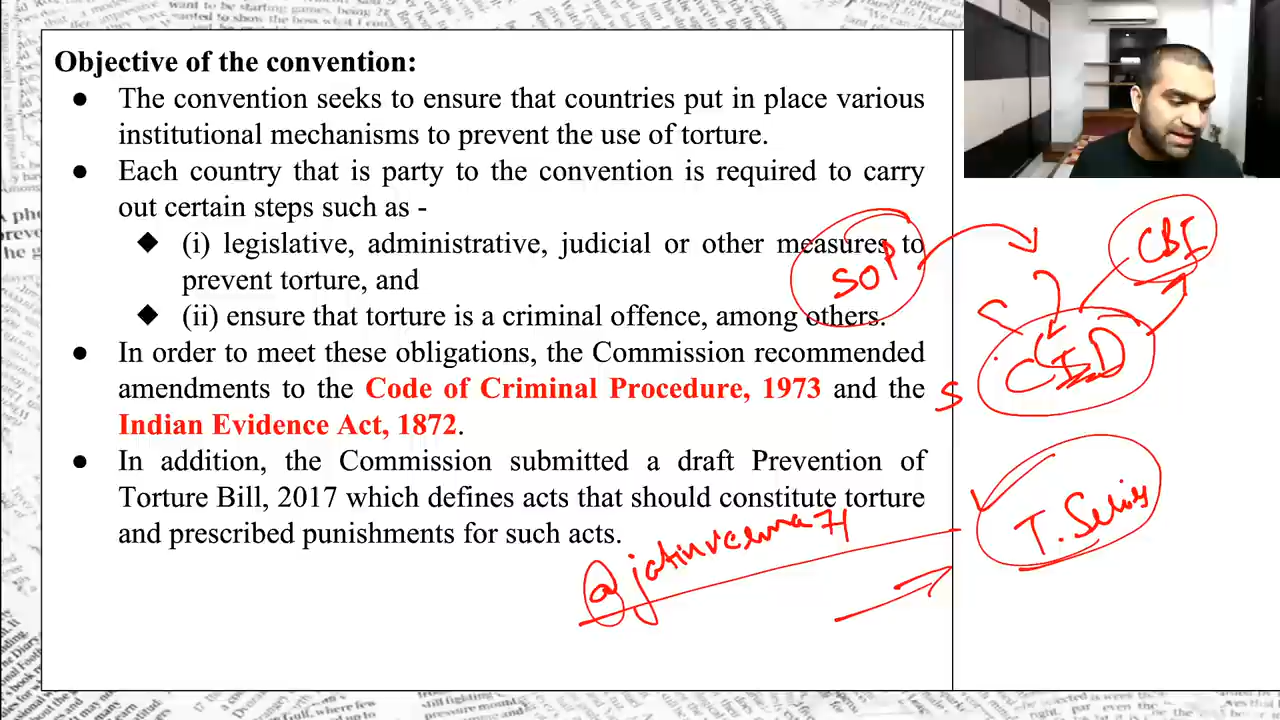 Objective of the convention:
● The convention seeks to ensure that countries put in place various
institutional mechanisms to prevent the use of torture.
● Each country that is party to the convention is required to carry
out certain steps such as -
◆ (i) legislative, administrative, judicial or other measures to
prevent torture, and
◆ (ii) ensure that torture is a criminal offence, among others.
● In order to meet these obligations, the Commission recommended
amendments to the Code of Criminal Procedure, 1973 and the
Indian Evidence Act, 1872.
● In addition, the Commission submitted a draft Prevention of
Torture Bill, 2017 which defines acts that should constitute torture
and prescribed punishments for such acts.
SOP
CBI
CID
S
T. Series
@jatinverma71